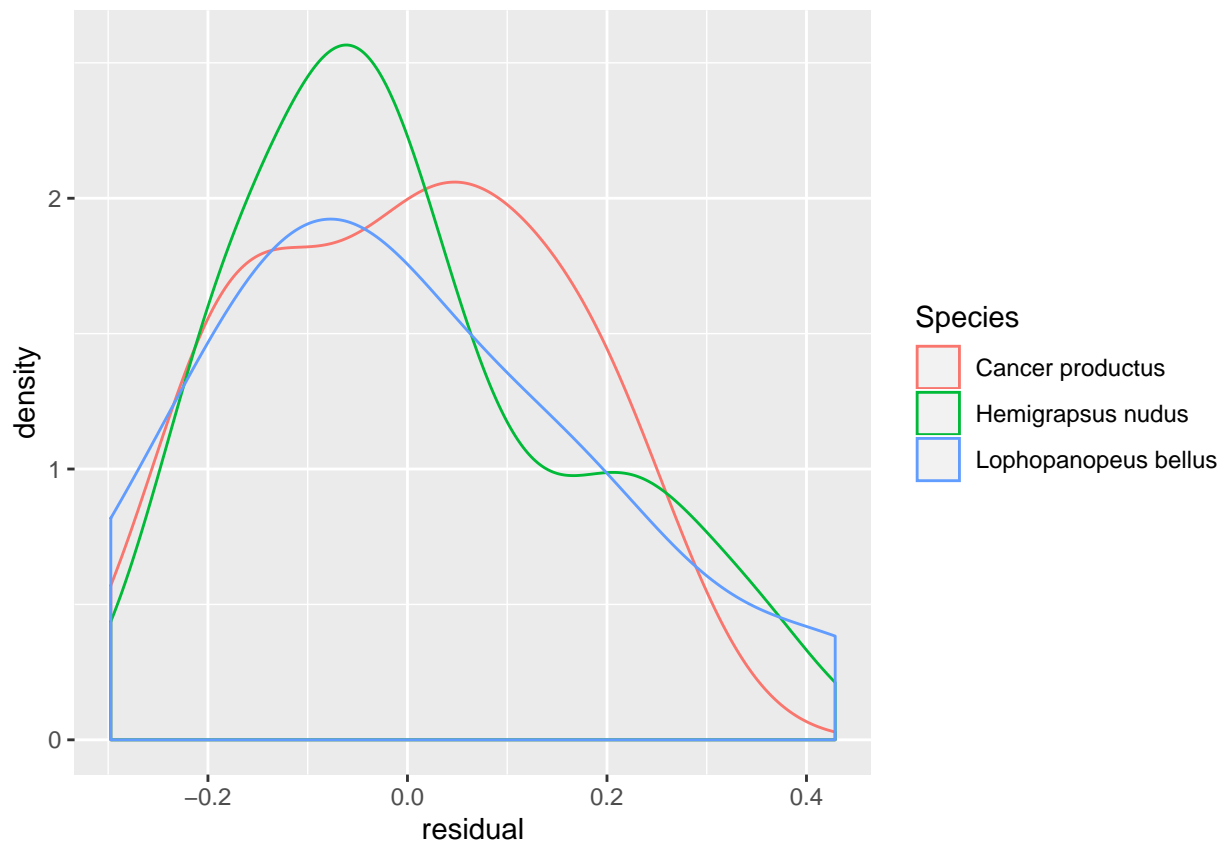 density
2
1
0
−0.2
0.0
0.2
0.4
residual
Species
Cancer productus
Hemigrapsus nudus
Lophopanopeus bellus